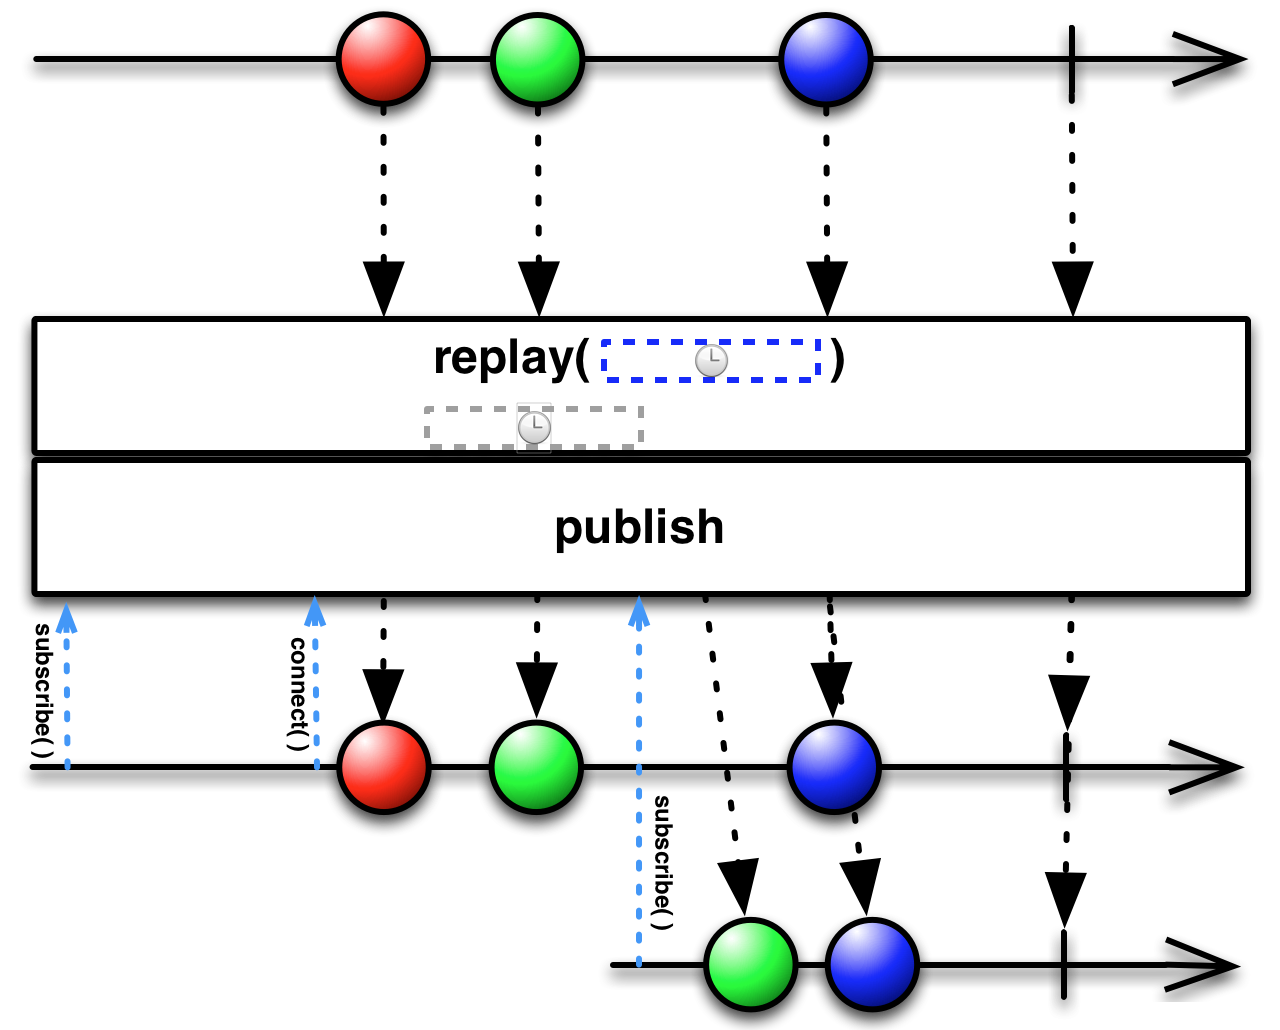 replay( )
publish
subscribe( )
connect( )
subscribe( )